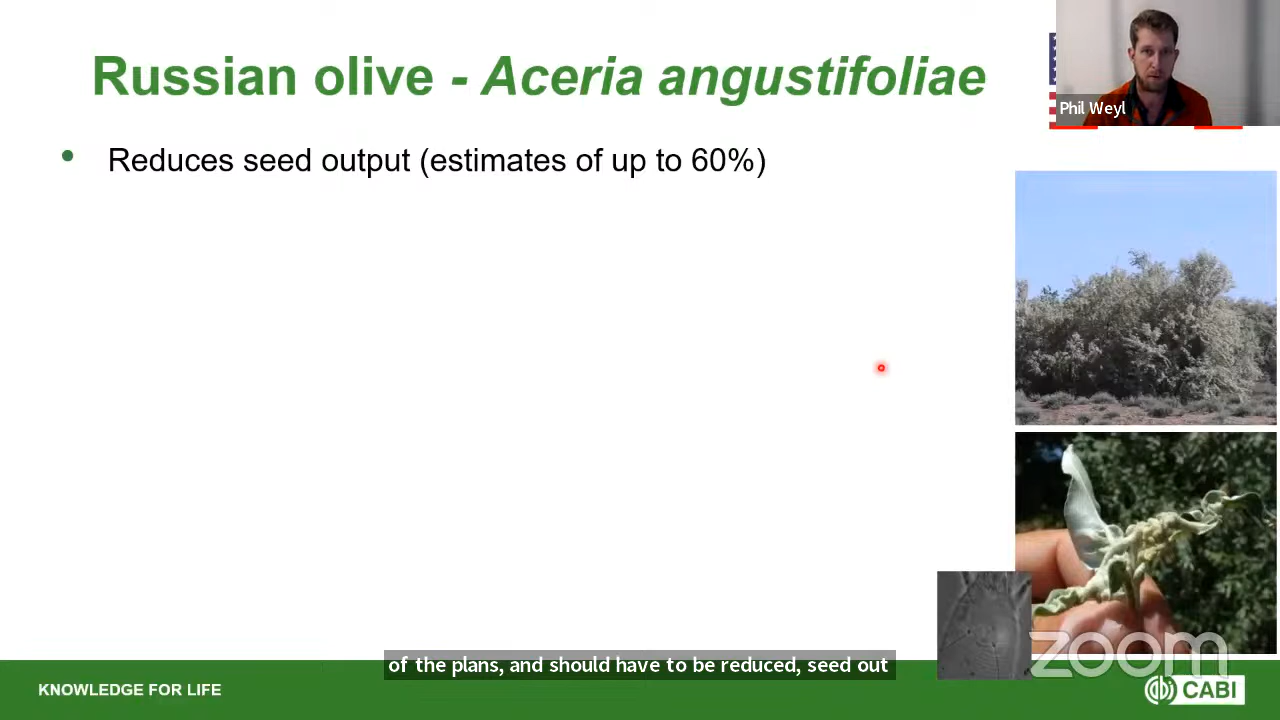 Russian olive - Aceria angustifoliae
Phil Weyl
• Reduces seed output (estimates of up to 60%)
zoom
of the plans, and should have to be reduced, seed out
KNOWLEDGE FOR LIFE
CABI